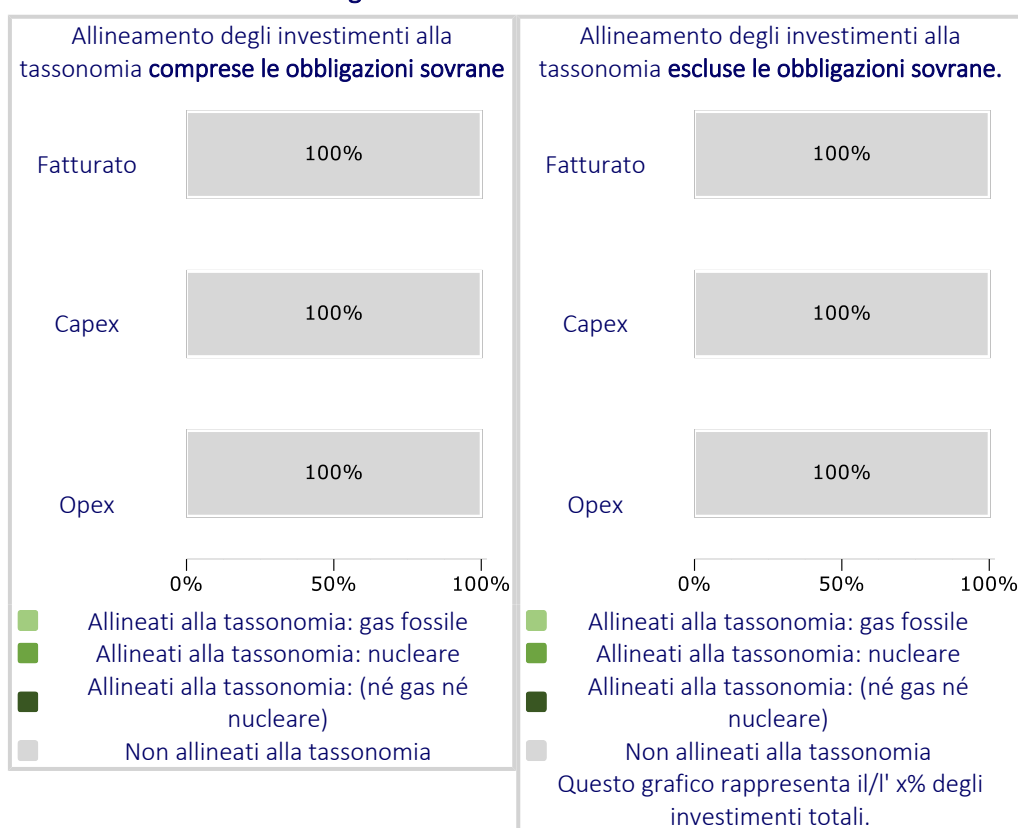 Allineamento degli investimenti alla
tassonomia comprese le obbligazioni sovrane
Fatturato
100%
Capex
100%
Opex
100%
0% 50% 100%
Allineati alla tassonomia: gas fossile
Allineati alla tassonomia: nucleare
Allineati alla tassonomia: (né gas né
nucleare)
Non allineati alla tassonomia
Allineamento degli investimenti alla
tassonomia escluse le obbligazioni sovrane.
Fatturato
100%
Capex
100%
Opex
100%
0% 50% 100%
Allineati alla tassonomia: gas fossile
Allineati alla tassonomia: nucleare
Allineati alla tassonomia: (né gas né
nucleare)
Non allineati alla tassonomia
Questo grafico rappresenta il/l' x% degli
investimenti totali.